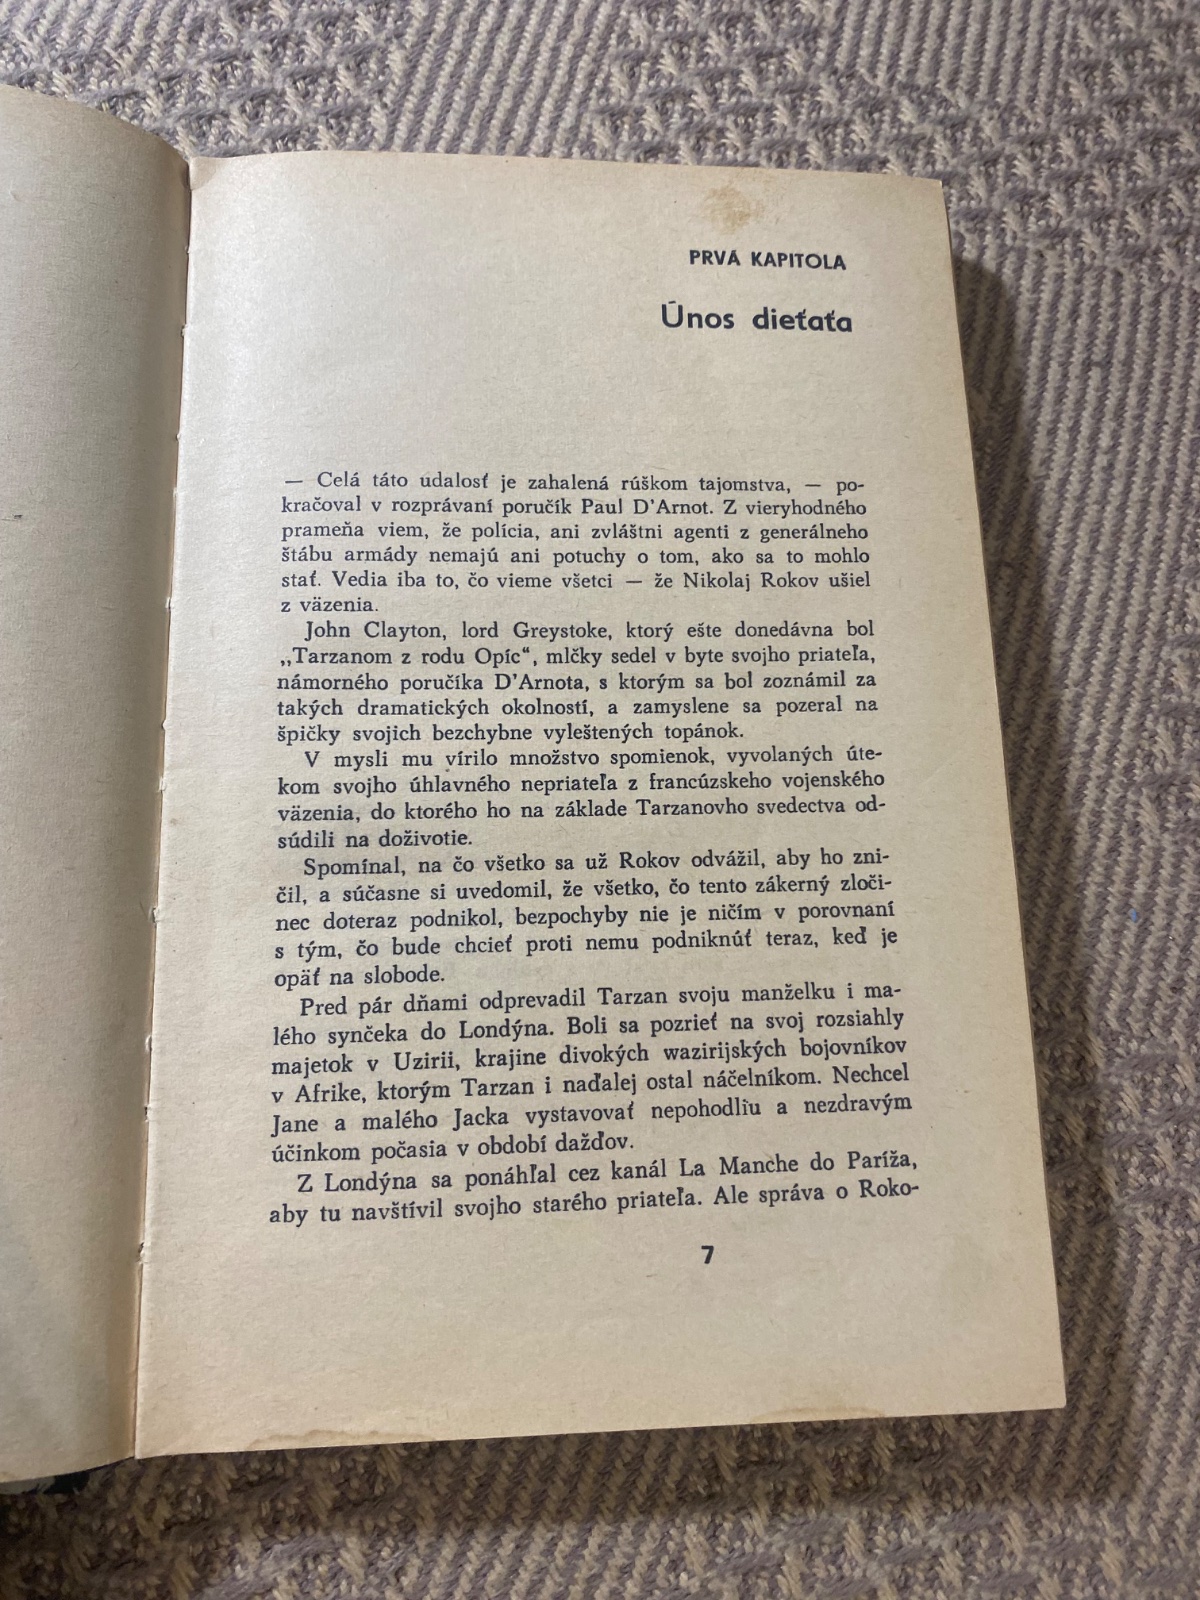 PRVÁ KAPITOLA
Únos dieťaťa
— Celá táto udalosť je zahalená rúškom tajomstva, — po-
kračoval v rozprávaní poručík Paul D'Arnot. Z vieryhodného
prameňa viem, že polícia, ani zvláštni agenti z generálneho
štábu armády nemajú ani potuchy o tom, ako sa to mohlo
stať. Vedia iba to, čo vieme všetci — že Nikolaj Rokov ušiel
z väzenia.
John Clayton, lord Greystoke, ktorý ešte donedávna bol
„Tarzanom z rodu Opíc“, mlčky sedel v byte svojho priateľa,
námorného poručíka D'Arnota, s ktorým sa bol zoznámil za
takých dramatických okolností, a zamyslene sa pozeral na
špičky svojich bezchybne vyleštených topánok.
V mysli mu vírilo množstvo spomienok, vyvolaných úte-
kom svojho úhlavného nepriateľa z francúzskeho vojenského
väzenia, do ktorého ho na základe Tarzanovho svedectva od-
súdili na doživotie.
Spomínal, na čo všetko sa už Rokov odvážil, aby ho zni-
čil, a súčasne si uvedomil, že všetko, čo tento zákerný zloči-
nec doteraz podnikol, bezpochyby nie je ničím v porovnaní
s tým, čo bude chcieť proti nemu podniknúť teraz, keď je
opäť na slobode.
Pred pár dňami odprevadil Tarzan svoju manželku i ma-
lého synčeka do Londýna. Boli sa pozrieť na svoj rozsiahly
majetok v Uzirii, krajine divokých wazirijských bojovníkov
v Afrike, ktorým Tarzan i naďalej ostal náčelníkom. Nechcel
Jane a malého Jacka vystavovať nepohodliu a nezdravým
účinkom počasia v období dažďov.
Z Londýna sa ponáhľal cez kanál La Manche do Paríža,
aby tu navštívil svojho starého priateľa. Ale správa o Roko-
7